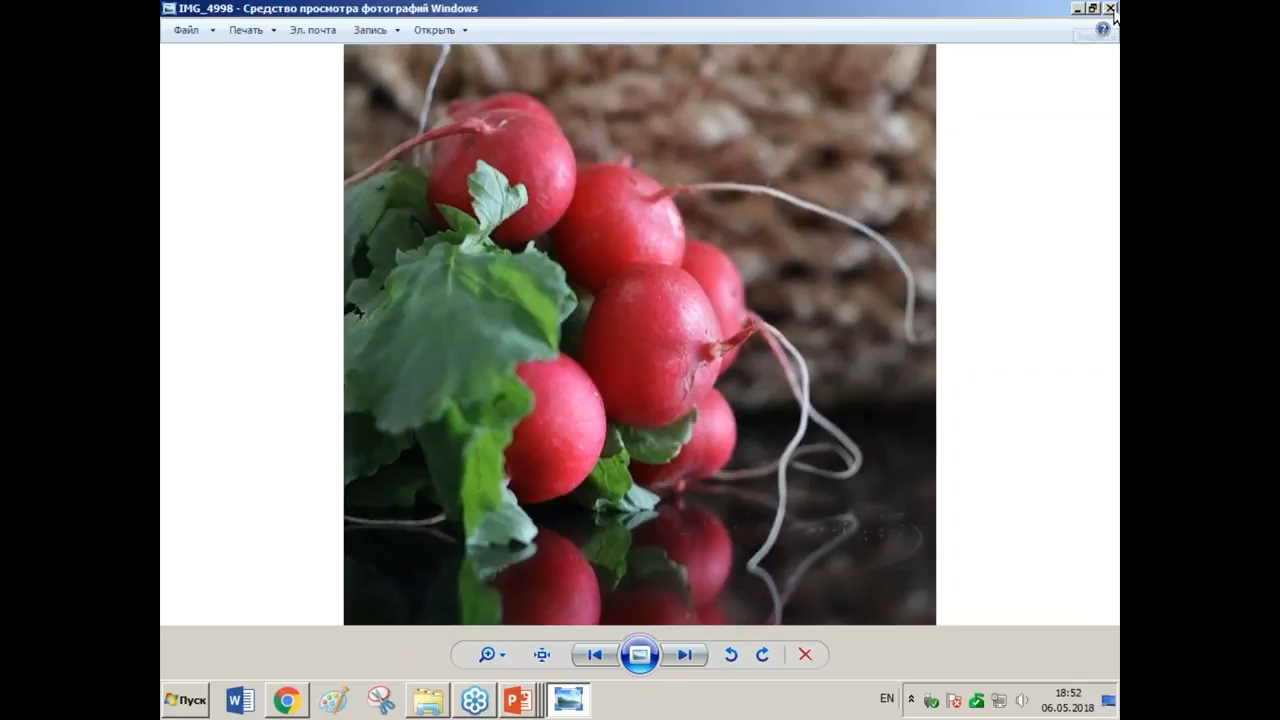 IMG_4998 - Средство просмотра фотографий Windows
Файл Печать Эл. почта Запись Открыть
Пуск
EN
18:52
06.05.2018